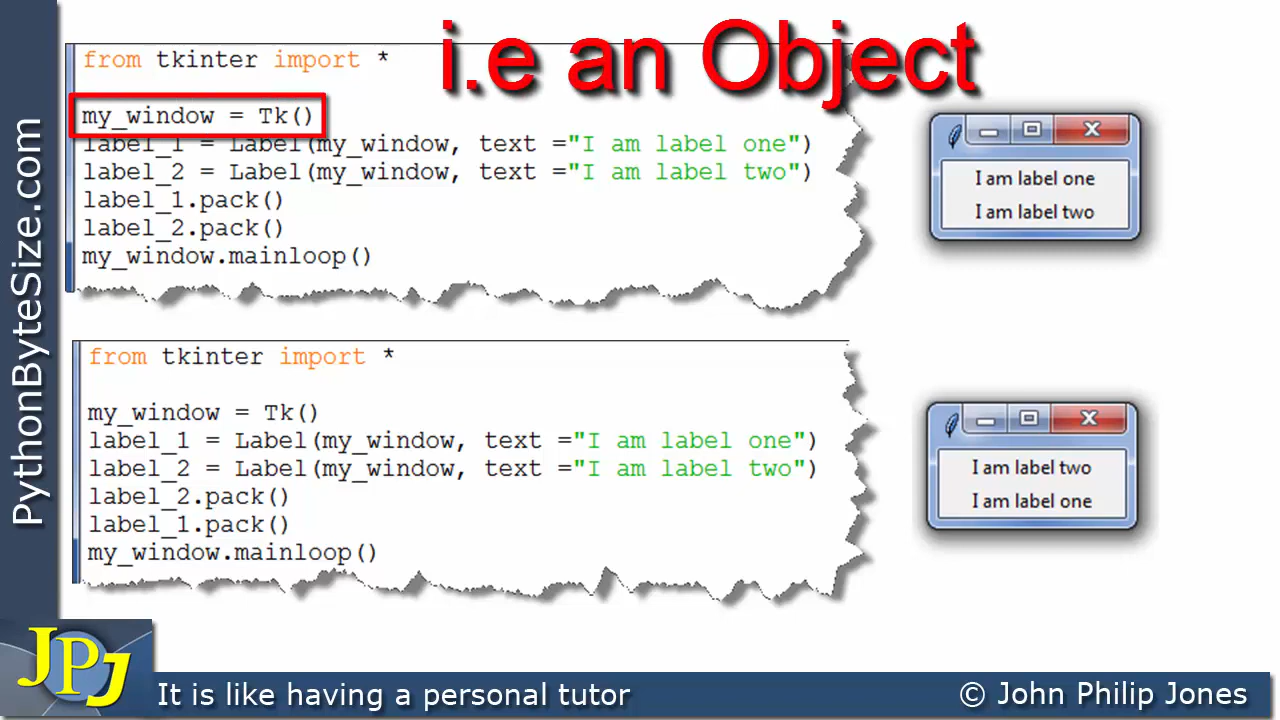 i.e an Object
from tkinter import *
my_window = Tk()
label_1 = Label(my_window, text ="I am label one")
label_2 = Label(my_window, text ="I am label two")
label_1.pack()
label_2.pack()
my_window.mainloop()
I am label one
I am label two
from tkinter import *
my_window = Tk()
label_1 = Label(my_window, text ="I am label one")
label_2 = Label(my_window, text ="I am label two")
label_2.pack()
label_1.pack()
my_window.mainloop()
I am label two
I am label one
PythonByteSize.com
JPJ
It is like having a personal tutor
© John Philip Jones